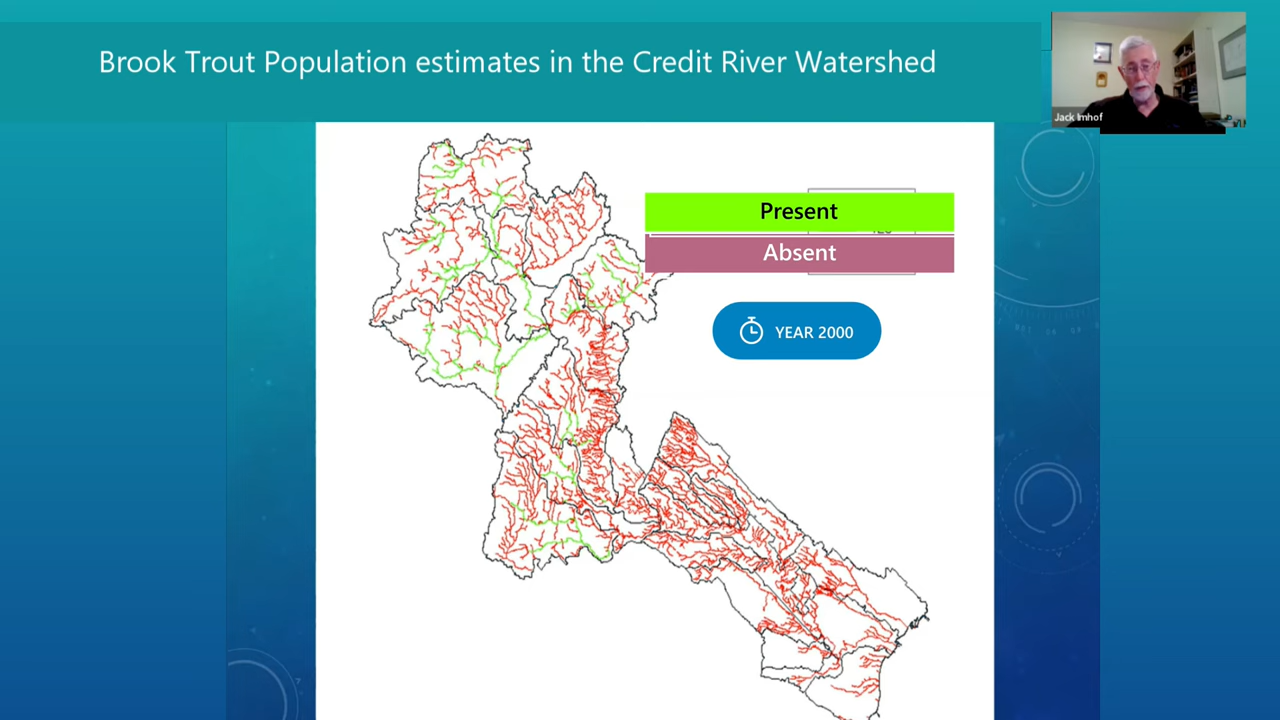 Brook Trout Population estimates in the Credit River Watershed
Jack Imhof
Present
Absent
YEAR 2000